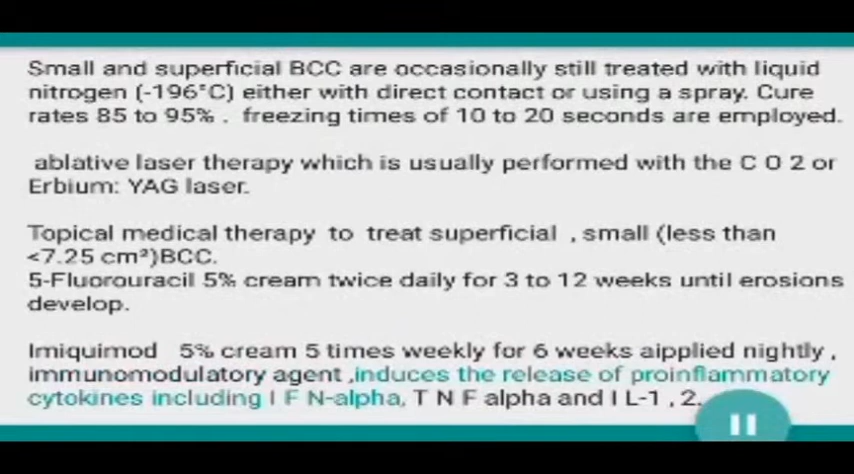 Small and superficial BCC are occasionally still treated with liquid
nitrogen (-196°C) either with direct contact or using a spray. Cure
rates 85 to 95% . freezing times of 10 to 20 seconds are employed.
ablative laser therapy which is usually performed with the C O 2 or
Erbium: YAG laser.
Topical medical therapy to treat superficial , small (less than
<7.25 cm²)BCC.
5-Fluorouracil 5% cream twice daily for 3 to 12 weeks until erosions
develop.
Imiquimod 5% cream 5 times weekly for 6 weeks aipplied nightly ,
immunomodulatory agent ,induces the release of proinflammatory
cytokines including I F N-alpha, T N F alpha and I L-1 , 2.